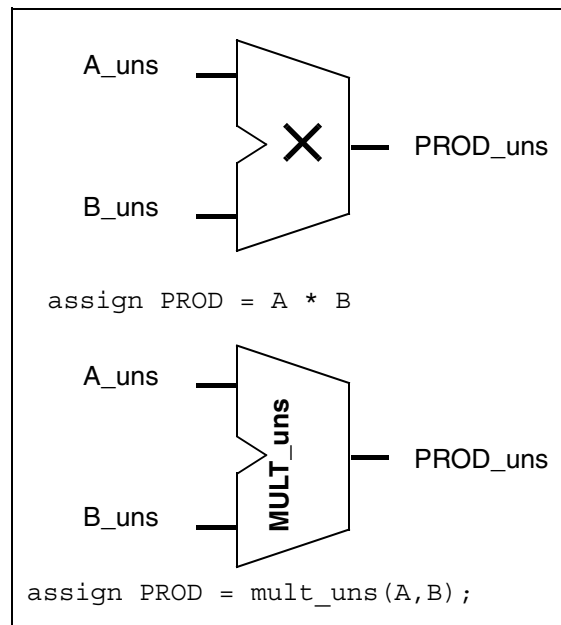 A_uns
×
PROD_uns
B_uns
assign PROD = A * B
A_uns
MULT_uns
PROD_uns
B_uns
assign PROD = mult_uns(A,B);